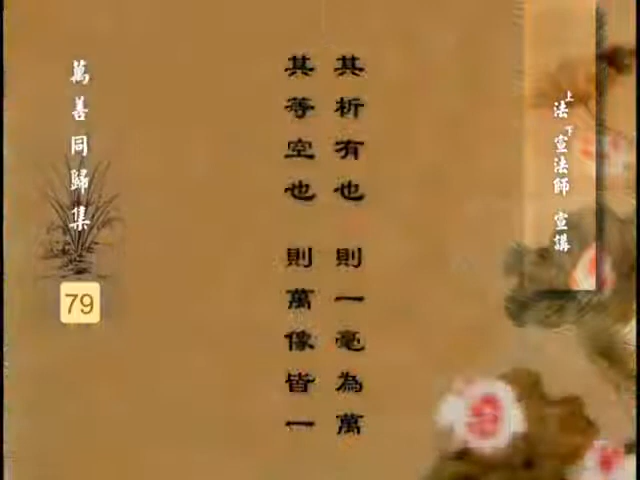 上法下宣法師 宣講
其析有也 則一毫為萬
其等空也 則萬像皆一
萬善同歸集
79